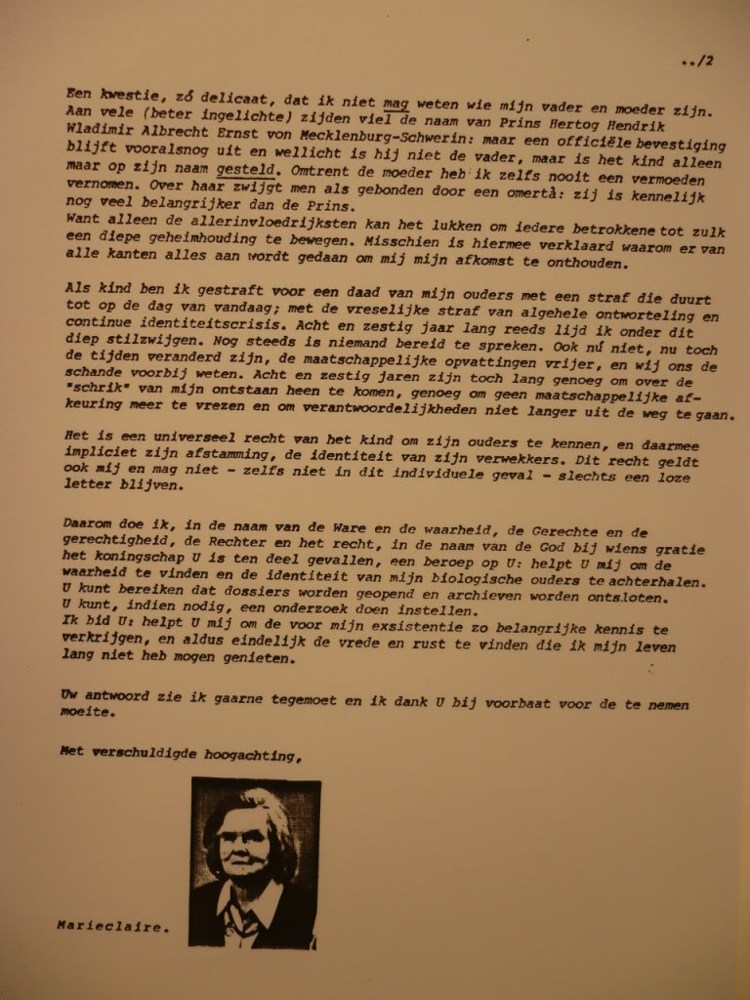 ../2
Een kwestie, zó delicaat, dat ik niet mag weten wie mijn vader en moeder zijn.
Aan vele (beter ingelichte) zijden viel de naam van Prins Hertog Hendrik
Wladimir Albrecht Ernst von Mecklenburg-Schwerin: maar een officiële bevestiging
blijft vooralsnog uit en wellicht is hij niet de vader, maar is het kind alleen
maar op zijn naam gesteld. Omtrent de moeder heb ik zelfs nooit een vermoeden
vernomen. Over haar zwijgt men als gebonden door een omertà: zij is kennelijk
nog veel belangrijker dan de Prins.
Want alleen de allerinvloedrijksten kan het lukken om iedere betrokkene tot zulk
een diepe geheimhouding te bewegen. Misschien is hiermee verklaard waarom er van
alle kanten alles aan wordt gedaan om mij mijn afkomst te onthouden.
Als kind ben ik gestraft voor een daad van mijn ouders met een straf die duurt
tot op de dag van vandaag; met de vreselijke straf van algehele ontworteling en
continue identiteitscrisis. Acht en zestig jaar lang reeds lijd ik onder dit
diep stilzwijgen. Nog steeds is niemand bereid te spreken. Ook nú niet, nu toch
de tijden veranderd zijn, de maatschappelijke opvattingen vrijer, en wij ons de
schande voorbij weten. Acht en zestig jaren zijn toch lang genoeg om over de
"schrik" van mijn ontstaan heen te komen, genoeg om geen maatschappelijke af-
keuring meer te vrezen en om verantwoordelijkheden niet langer uit de weg te gaan.
Het is een universeel recht van het kind om zijn ouders te kennen, en daarmee
impliciet zijn afstamming, de identiteit van zijn verwekkers. Dit recht geldt
ook mij en mag niet - zelfs niet in dit individuele geval - slechts een loze
letter blijven.
Daarom doe ik, in de naam van de Ware en de waarheid, de Gerechte en de
gerechtigheid, de Rechter en het recht, in de naam van de God bij wiens gratie
het koningschap U is ten deel gevallen, een beroep op U: helpt U mij om de
waarheid te vinden en de identiteit van mijn biologische ouders te achterhalen.
U kunt bereiken dat dossiers worden geopend en archieven worden ontsloten.
U kunt, indien nodig, een onderzoek doen instellen.
Ik bid U: helpt U mij om de voor mijn exsistentie zo belangrijke kennis te
verkrijgen, en aldus eindelijk de vrede en rust te vinden die ik mijn leven
lang niet heb mogen genieten.
Uw antwoord zie ik gaarne tegemoet en ik dank U bij voorbaat voor de te nemen
moeite.
Met verschuldigde hoogachting,
Marieclaire.